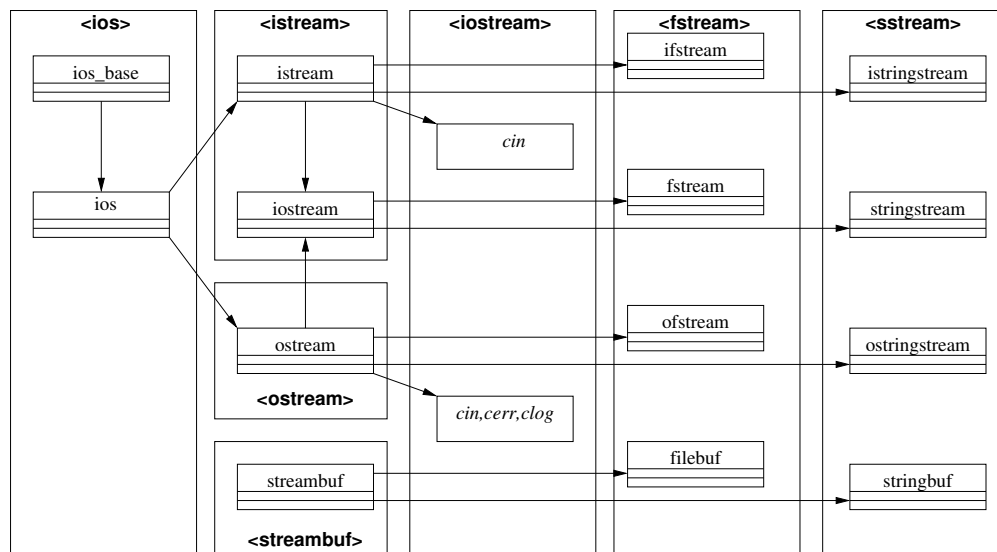 <ios>
<istream>
<iostream>
<fstream>
<sstream>
ios_base
istream
ifstream
istringstream
cin
ios
iostream
fstream
stringstream
ostream
ofstream
ostringstream
<ostream>
cin,cerr,clog
streambuf
filebuf
stringbuf
<streambuf>